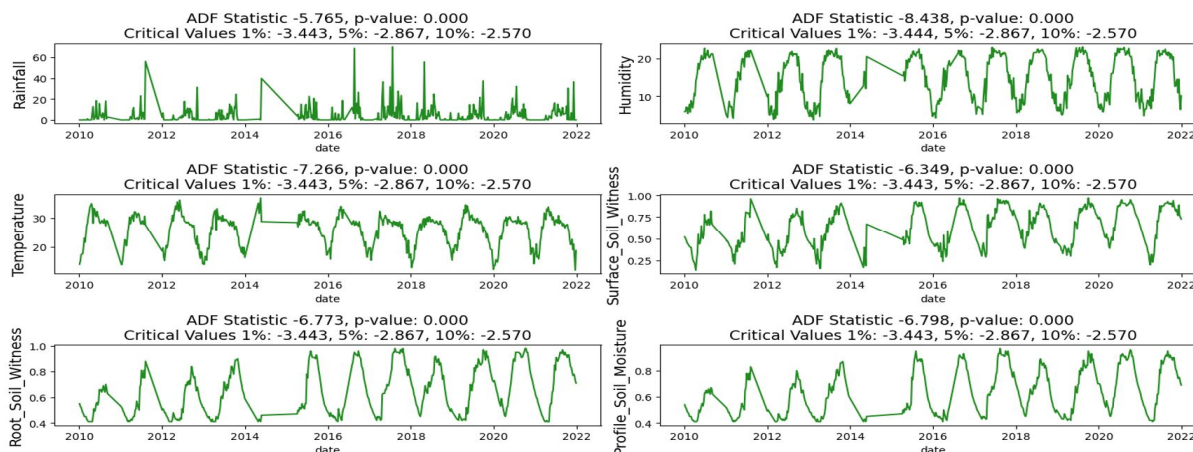 ADF Statistic -5.765, p-value: 0.000
Critical Values 1%: -3.443, 5%: -2.867, 10%: -2.570
Rainfall
60
40
20
0
2010 2012 2014 2016 2018 2020 2022
date
ADF Statistic -8.438, p-value: 0.000
Critical Values 1%: -3.444, 5%: -2.867, 10%: -2.570
Humidity
20
10
2010 2012 2014 2016 2018 2020 2022
date
ADF Statistic -7.266, p-value: 0.000
Critical Values 1%: -3.443, 5%: -2.867, 10%: -2.570
Temperature
30
20
2010 2012 2014 2016 2018 2020 2022
date
ADF Statistic -6.349, p-value: 0.000
Critical Values 1%: -3.443, 5%: -2.867, 10%: -2.570
Surface_Soil_Witness
1.00
0.75
0.50
0.25
2010 2012 2014 2016 2018 2020 2022
date
ADF Statistic -6.773, p-value: 0.000
Critical Values 1%: -3.443, 5%: -2.867, 10%: -2.570
Root_Soil_Witness
1.0
0.8
0.6
0.4
2010 2012 2014 2016 2018 2020 2022
date
ADF Statistic -6.798, p-value: 0.000
Critical Values 1%: -3.443, 5%: -2.867, 10%: -2.570
Profile_Soil_Moisture
0.8
0.6
0.4
2010 2012 2014 2016 2018 2020 2022
date